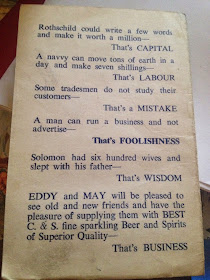 Rothschild could write a few words
and make it worth a million—
That's CAPITAL
A navvy can move tons of earth in a
day and make seven shillings—
That's LABOUR
Some tradesmen do not study their
customers—
That's a MISTAKE
A man can run a business and not
advertise—
That's FOOLISHNESS
Solomon had six hundred wives and
slept with his father—
That's WISDOM
EDDY and MAY will be pleased to
see old and new friends and have the
pleasure of supplying them with BEST
C. & S. fine sparkling Beer and Spirits
of Superior Quality—
That's BUSINESS